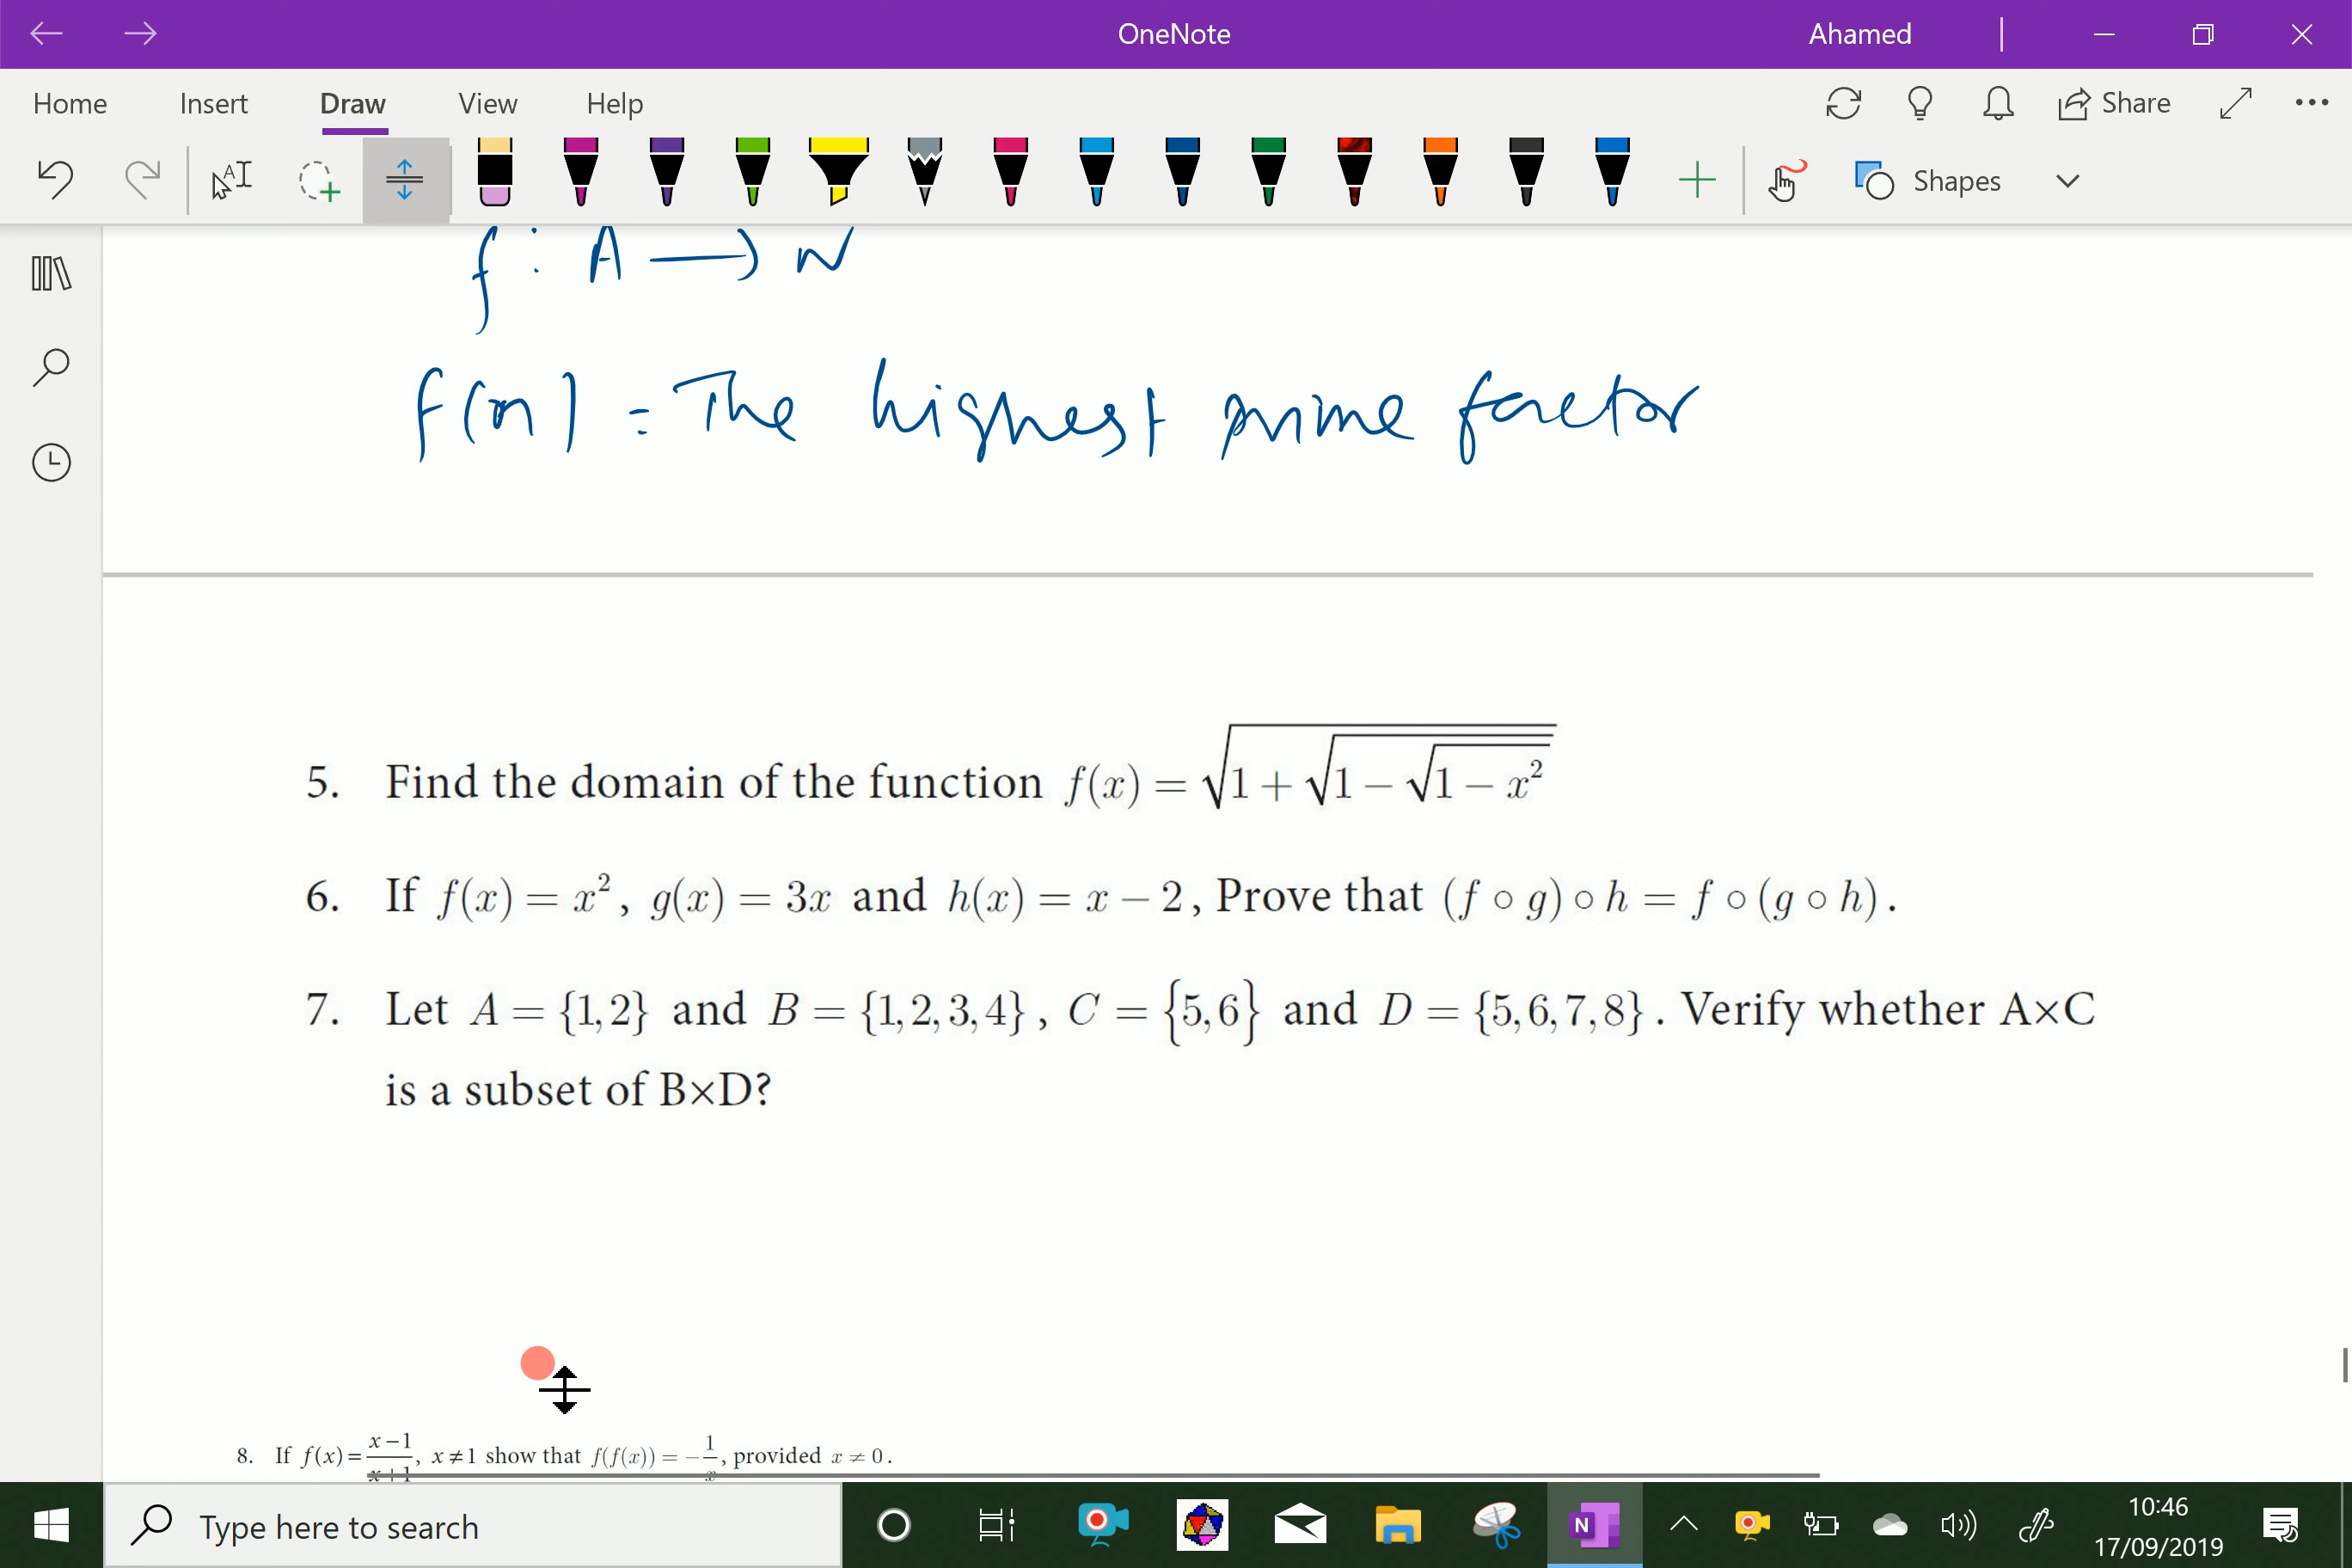 OneNote
Ahamed
Home Insert Draw View Help
Share
Shapes
f : A → N
f(n) = The highest prime factor
5. Find the domain of the function f(x) = √(1 + √(1 − √(1 − x²)))
6. If f(x) = x², g(x) = 3x and h(x) = x − 2, Prove that (f ∘ g) ∘ h = f ∘ (g ∘ h).
7. Let A = {1,2} and B = {1,2,3,4}, C = {5,6} and D = {5,6,7,8}. Verify whether A×C
is a subset of B×D?
8. If f(x) = (x−1)/(x+1), x ≠ 1 show that f(f(x)) = −1/x, provided x ≠ 0.
Type here to search
N
10:46
17/09/2019